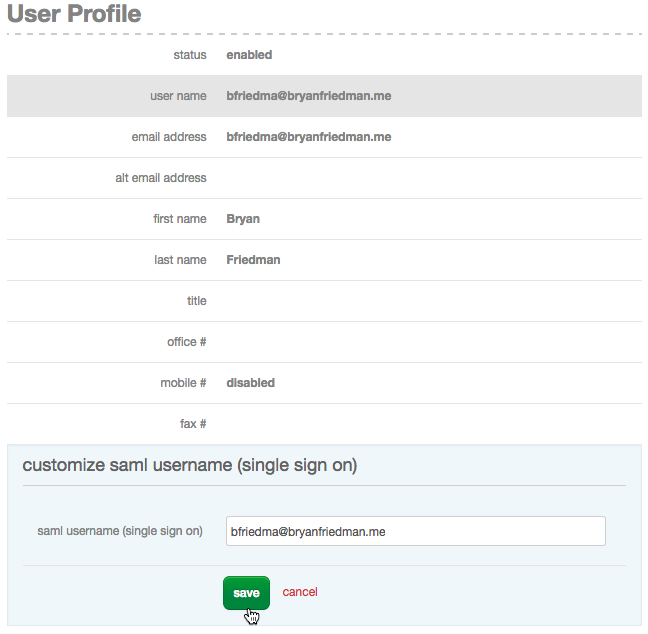 User Profile
status enabled
user name bfriedma@bryanfriedman.me
email address bfriedma@bryanfriedman.me
alt email address
first name Bryan
last name Friedman
title
office #
mobile # disabled
fax #
customize saml username (single sign on)
saml username (single sign on) bfriedma@bryanfriedman.me
save cancel